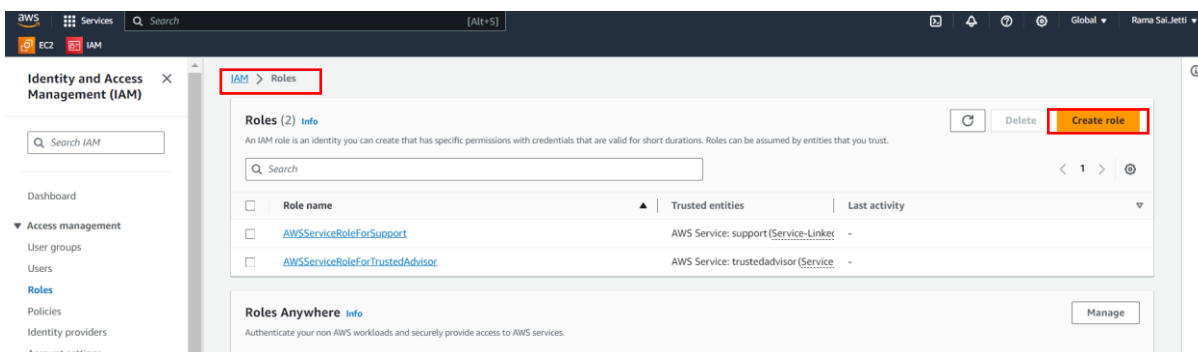 aws Services Search [Alt+S] Global Rama Sai.Jetti
EC2 IAM
Identity and Access Management (IAM)
Search IAM
Dashboard
Access management
User groups
Users
Roles
Policies
Identity providers
IAM > Roles
Roles (2) Info
Delete
Create role
An IAM role is an identity you can create that has specific permissions with credentials that are valid for short durations. Roles can be assumed by entities that you trust.
Search
1
Role name Trusted entities Last activity
AWSServiceRoleForSupport AWS Service: support (Service-Linked -
AWSServiceRoleForTrustedAdvisor AWS Service: trustedadvisor (Service -
Roles Anywhere Info
Manage
Authenticate your non AWS workloads and securely provide access to AWS services.